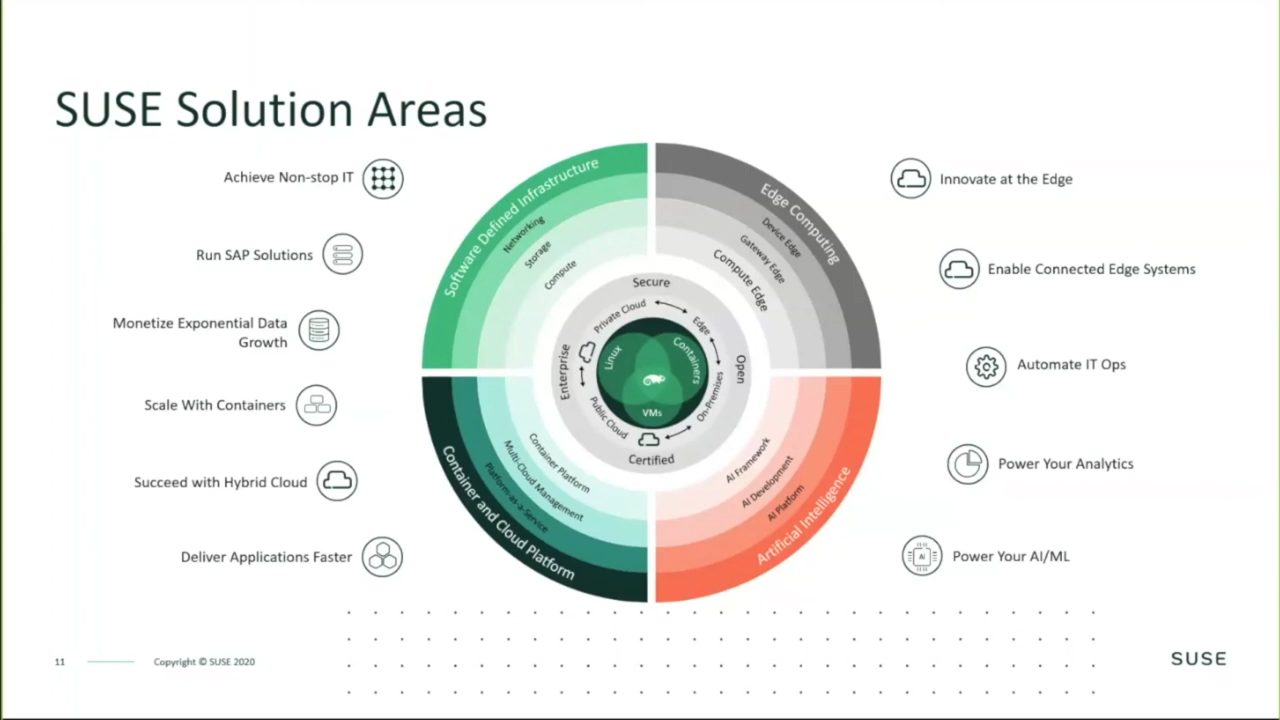 SUSE Solution Areas
Achieve Non-stop IT
Run SAP Solutions
Monetize Exponential Data
Growth
Scale With Containers
Succeed with Hybrid Cloud
Deliver Applications Faster
Software Defined Infrastructure
Networking
Storage
Compute
Edge Computing
Device Edge
Gateway Edge
Compute Edge
Secure
Private Cloud
Edge
Enterprise
Linux
Containers
Open
VMs
Public Cloud
On-Premises
Certified
Container Platform
Multi-Cloud Management
Platform-as-a-Service
Container and Cloud Platform
AI Framework
AI Development
AI Platform
Artificial Intelligence
Innovate at the Edge
Enable Connected Edge Systems
Automate IT Ops
Power Your Analytics
AI
Power Your AI/ML
11
Copyright © SUSE 2020
SUSE